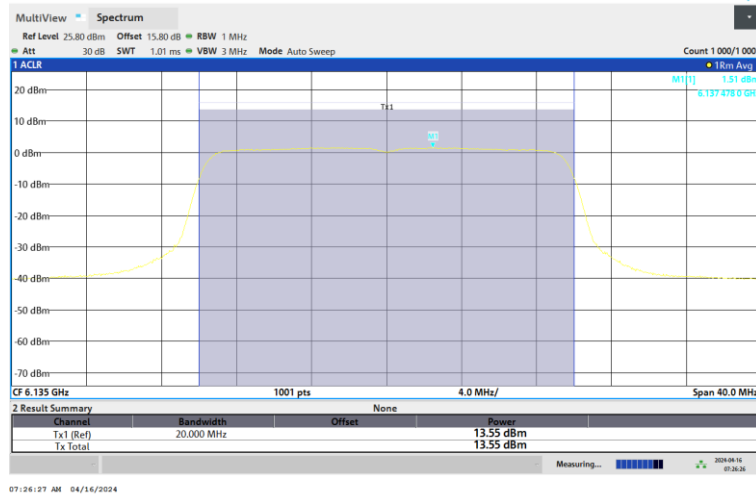 MultiView Spectrum
Ref Level 25.80 dBm Offset 15.80 dB RBW 1 MHz
Att 30 dB SWT 1.01 ms VBW 3 MHz Mode Auto Sweep Count 1000/1000
1 ACLR 1Rm Avg
M1[1] 1.51 dBm
6.137 478 0 GHz
20 dBm
Tx1
10 dBm
M1
0 dBm
-10 dBm
-20 dBm
-30 dBm
-40 dBm
-50 dBm
-60 dBm
-70 dBm
CF 6.135 GHz 1001 pts 4.0 MHz/ Span 40.0 MHz
2 Result Summary None
Channel Bandwidth Offset Power
Tx1 (Ref) 20.000 MHz 13.55 dBm
Tx Total 13.55 dBm
Measuring... 2024-04-16
07:26:26
07:26:27 AM 04/16/2024